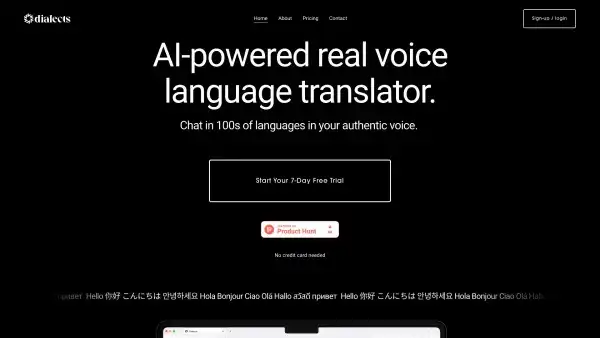 dialects
Home About Pricing Contact
Sign-up / login
AI-powered real voice
language translator.
Chat in 100s of languages in your authentic voice.
Start Your 7-Day Free Trial
Product Hunt
No credit card needed
привет Hello 你好 こんにちは 안녕하세요 Hola Bonjour Ciao Olá Hallo привет Hello 你好 こんにちは 안녕하세요 Hola Bonjour Ciao Olá Hallo